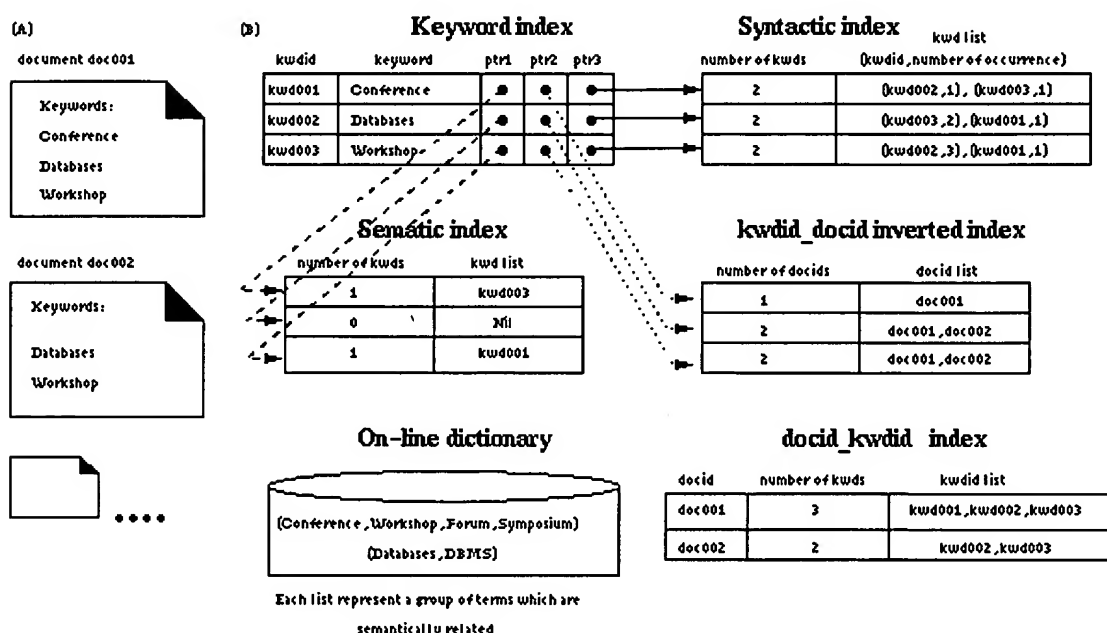 (A)
document doc001
Keywords:
Conference
Databases
Workshop
document doc002
Keywords:
Databases
Workshop
(B)
Keyword index
kwdid keyword ptr1 ptr2 ptr3
kwd001 Conference
kwd002 Databases
kwd003 Workshop
Syntactic index
number of kwds kwd list
(kwdid,number of occurrence)
2 (kwd002,1), (kwd003,1)
2 (kwd003,2),(kwd001,1)
2 (kwd002,3),(kwd001,1)
Sematic index
number of kwds kwd list
1 kwd003
0 Nil
1 kwd001
kwdid_docid inverted index
number of docids docid list
1 doc001
2 doc001,doc002
2 doc001,doc002
On-line dictionary
(Conference,Workshop,Forum,Symposium)
(Databases,DBMS)
Each list represent a group of terms which are
semantically related
docid_kwdid index
docid number of kwds kwdid list
doc001 3 kwd001,kwd002,kwd003
doc002 2 kwd002,kwd003